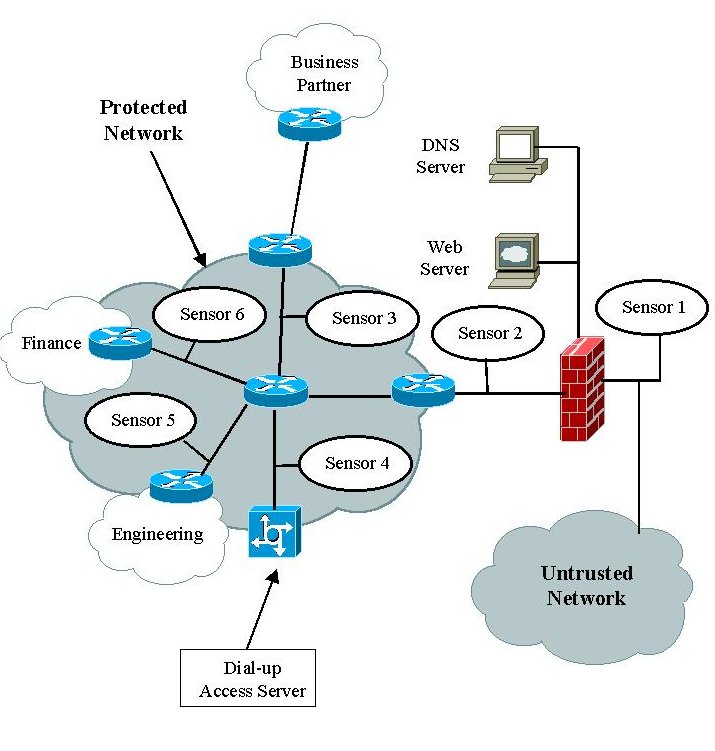 Business
Partner
Protected
Network
DNS
Server
Web
Server
Sensor 1
Sensor 6
Sensor 3
Sensor 2
Finance
Sensor 5
Sensor 4
Engineering
Untrusted
Network
Dial-up
Access Server